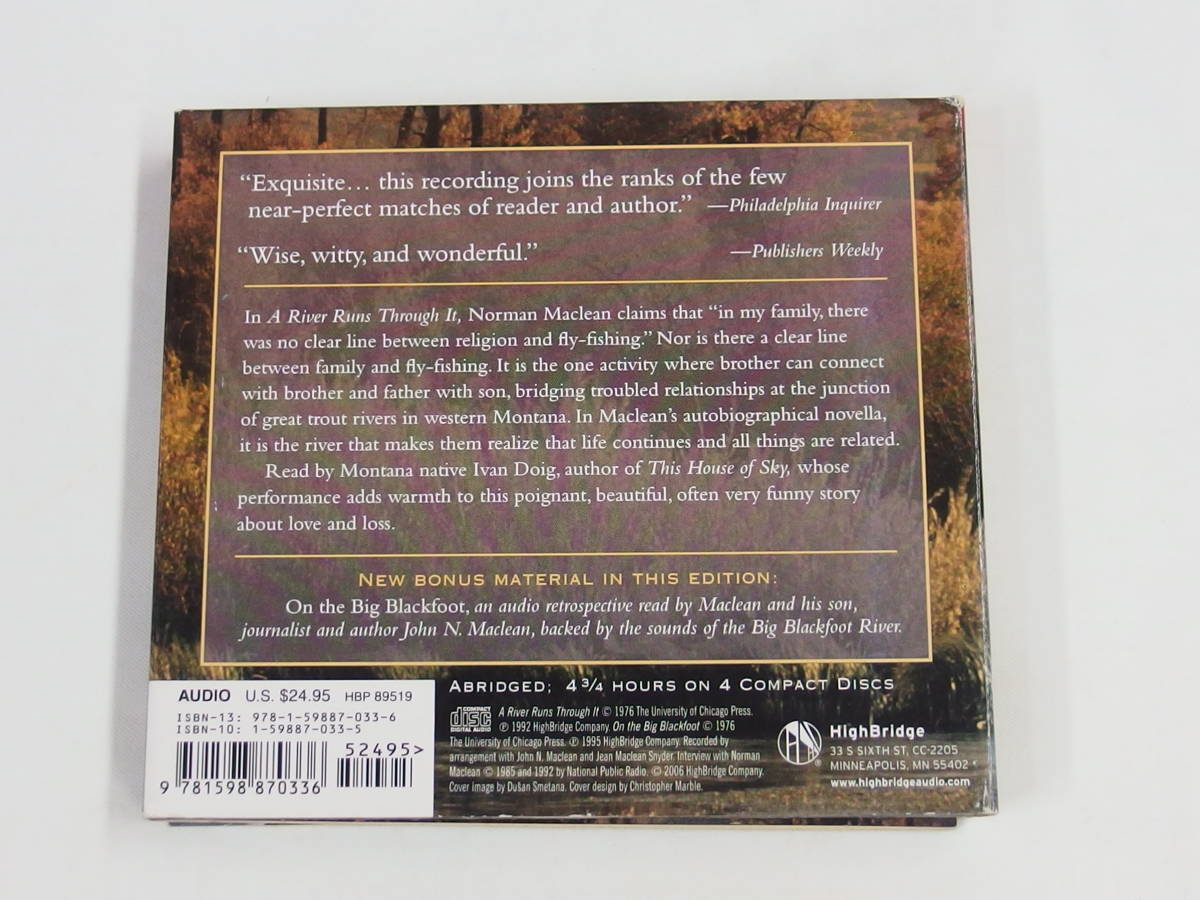 “Exquisite... this recording joins the ranks of the few
near-perfect matches of reader and author.” —Philadelphia Inquirer
“Wise, witty, and wonderful.” —Publishers Weekly
In A River Runs Through It, Norman Maclean claims that “in my family, there
was no clear line between religion and fly-fishing.” Nor is there a clear line
between family and fly-fishing. It is the one activity where brother can connect
with brother and father with son, bridging troubled relationships at the junction
of great trout rivers in western Montana. In Maclean’s autobiographical novella,
it is the river that makes them realize that life continues and all things are related.
Read by Montana native Ivan Doig, author of This House of Sky, whose
performance adds warmth to this poignant, beautiful, often very funny story
about love and loss.
NEW BONUS MATERIAL IN THIS EDITION:
On the Big Blackfoot, an audio retrospective read by Maclean and his son,
journalist and author John N. Maclean, backed by the sounds of the Big Blackfoot River.
ABRIDGED; 4 3/4 HOURS ON 4 COMPACT DISCS
AUDIO U.S. $24.95 HBP 89519
ISBN-13: 978-1-59887-033-6
ISBN-10: 1-59887-033-5
52495>
9 781598 870336
COMPACT
disc
DIGITAL AUDIO
A River Runs Through It © 1976 The University of Chicago Press.
℗ 1992 HighBridge Company. On the Big Blackfoot © 1976
The University of Chicago Press. ℗ 1995 HighBridge Company. Recorded by
arrangement with John N. Maclean and Jean Maclean Snyder. Interview with Norman
Maclean © 1985 and 1992 by National Public Radio. © 2006 HighBridge Company.
Cover image by Dušan Smetana. Cover design by Christopher Marble.
HighBridge
33 S SIXTH ST, CC-2205
MINNEAPOLIS, MN 55402
www.highbridgeaudio.com